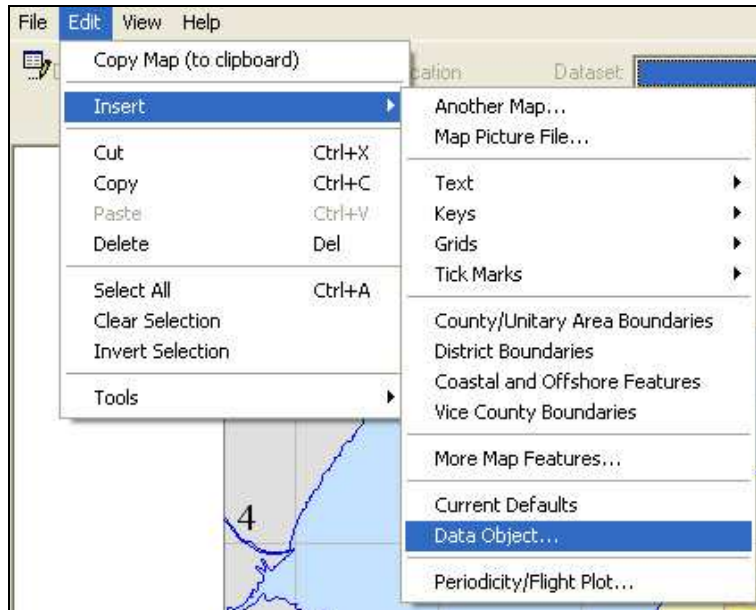 File Edit View Help
Copy Map (to clipboard)
cation Dataset:
Insert
Cut Ctrl+X
Copy Ctrl+C
Paste Ctrl+V
Delete Del
Select All Ctrl+A
Clear Selection
Invert Selection
Tools
Another Map...
Map Picture File...
Text
Keys
Grids
Tick Marks
County/Unitary Area Boundaries
District Boundaries
Coastal and Offshore Features
Vice County Boundaries
More Map Features...
Current Defaults
Data Object...
Periodicity/Flight Plot...
4